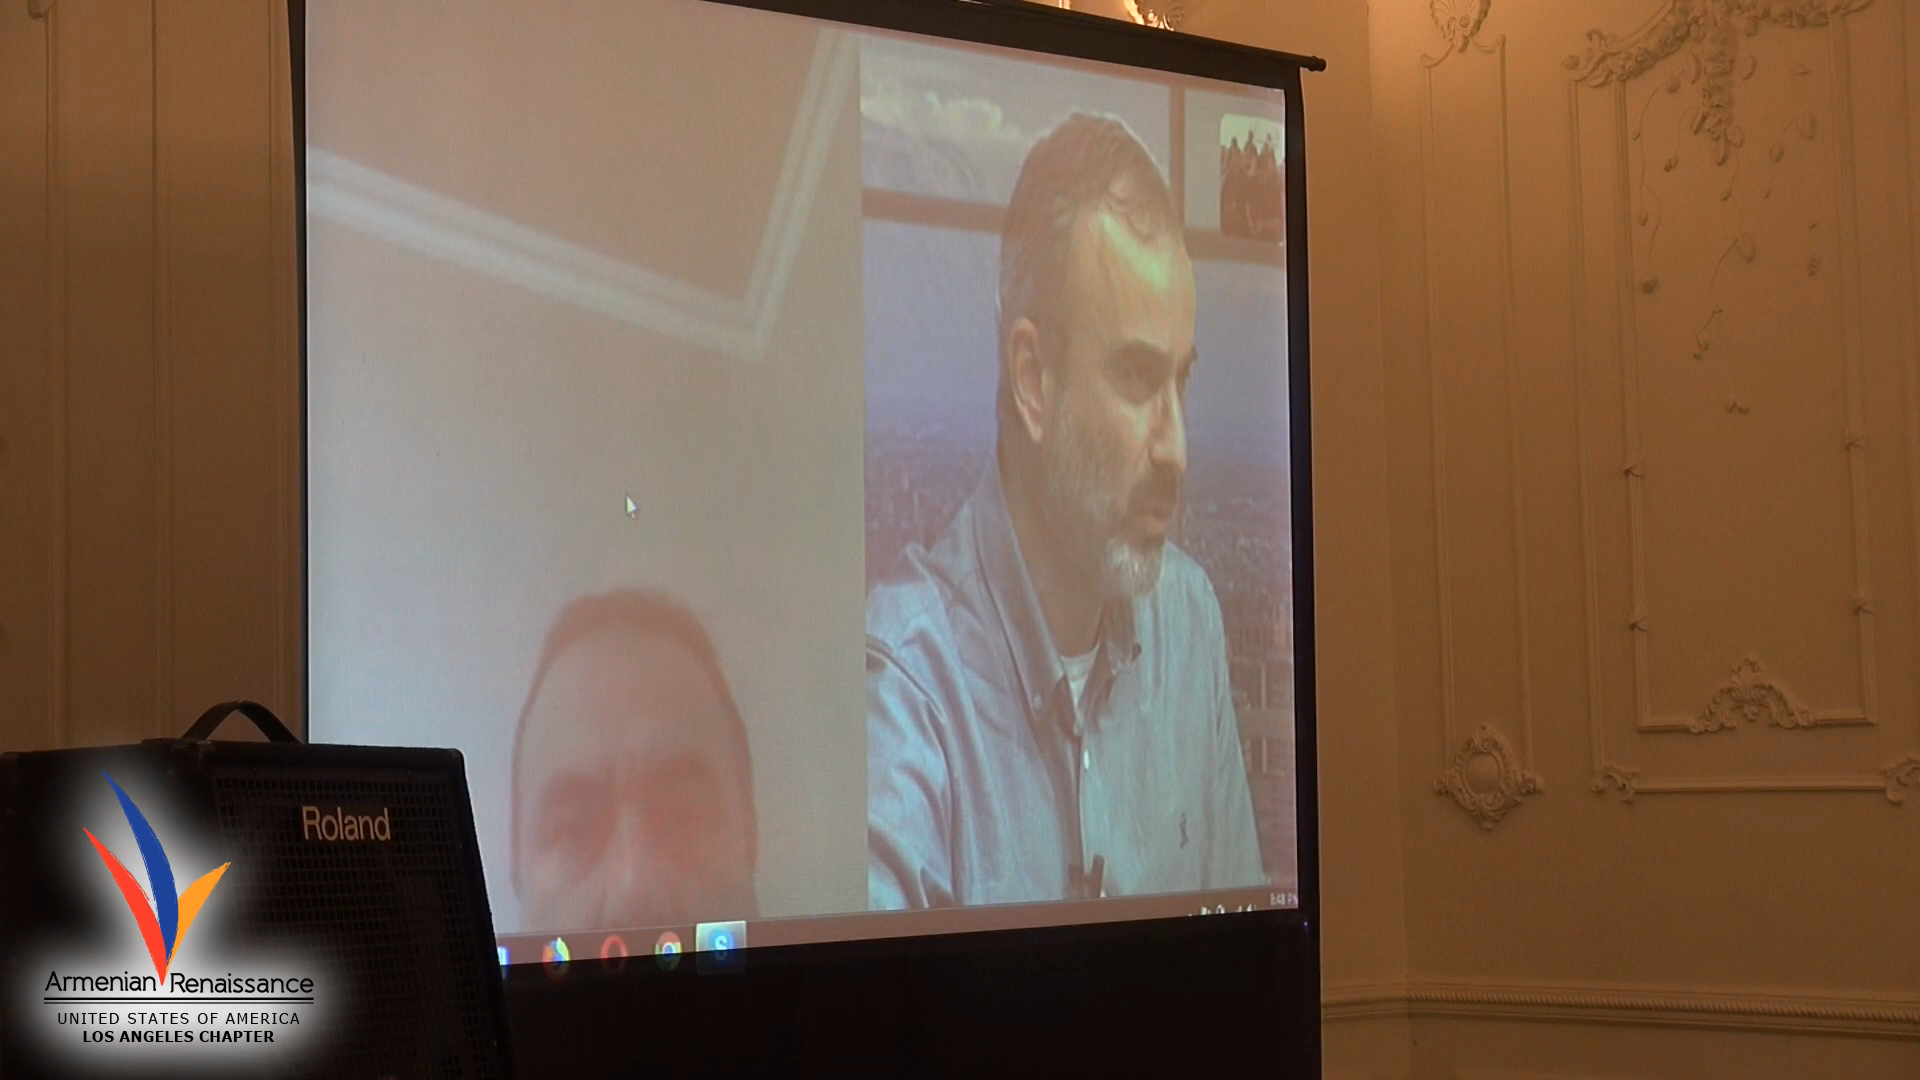 Roland
Armenian Renaissance
UNITED STATES OF AMERICA
LOS ANGELES CHAPTER